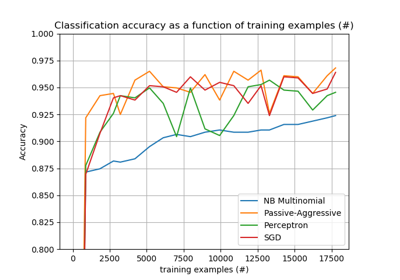 Classification accuracy as a function of training examples (#)
1.000
0.975
0.950
0.925
0.900
0.875
0.850
0.825
0.800
Accuracy
NB Multinomial
Passive-Aggressive
Perceptron
SGD
0 2500 5000 7500 10000 12500 15000 17500
training examples (#)